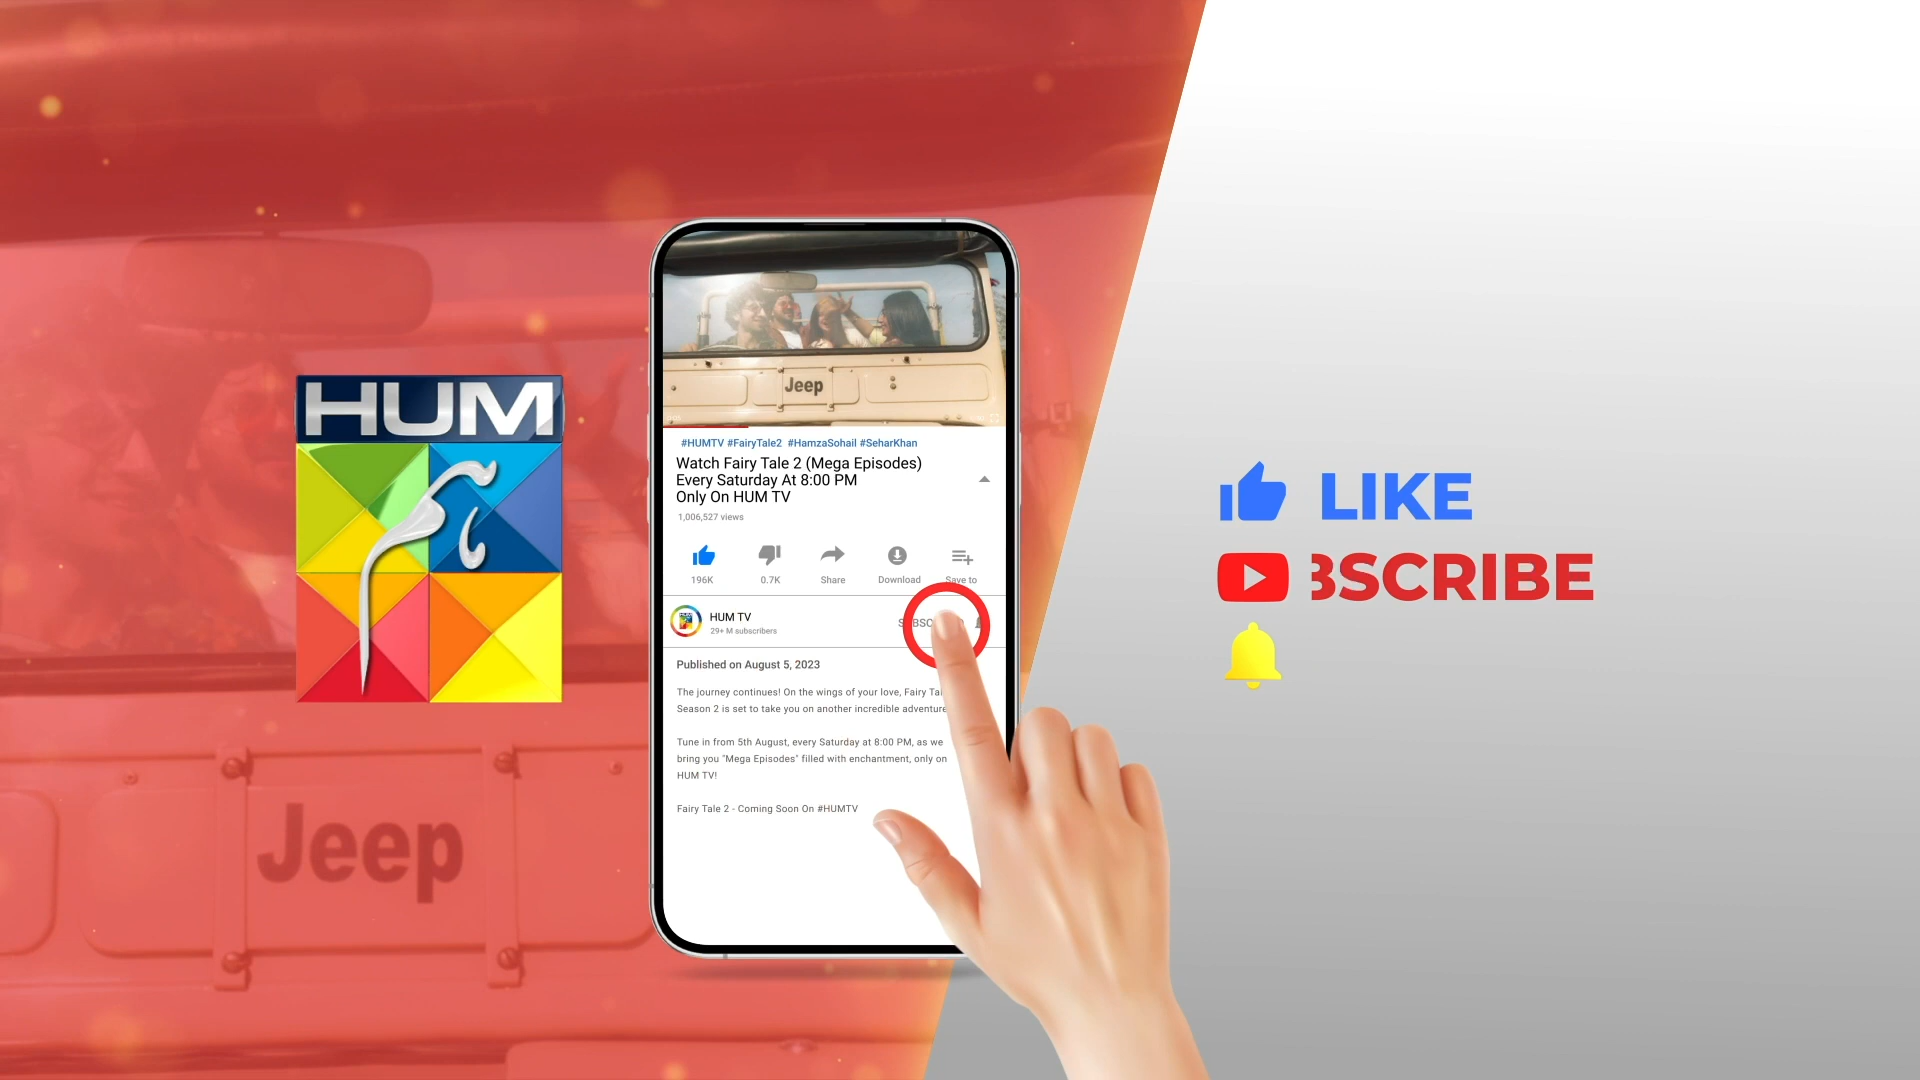 HUM
Jeep
Jeep
#HUMTV #FairyTale2 #HamzaSohail #SeharKhan
Watch Fairy Tale 2 (Mega Episodes)
Every Saturday At 8:00 PM
Only On HUM TV
1,006,527 views
196K 0.7K Share Download Save to
HUM TV
29+ M subscribers
Published on August 5, 2023
The journey continues! On the wings of your love, Fairy
Season 2 is set to take you on another incredible adventure
Tune in from 5th August, every Saturday at 8:00 PM, as we
bring you "Mega Episodes" filled with enchantment, only on
HUM TV!
Fairy Tale 2 - Coming Soon On #HUMTV
LIKE
BSCRIBE